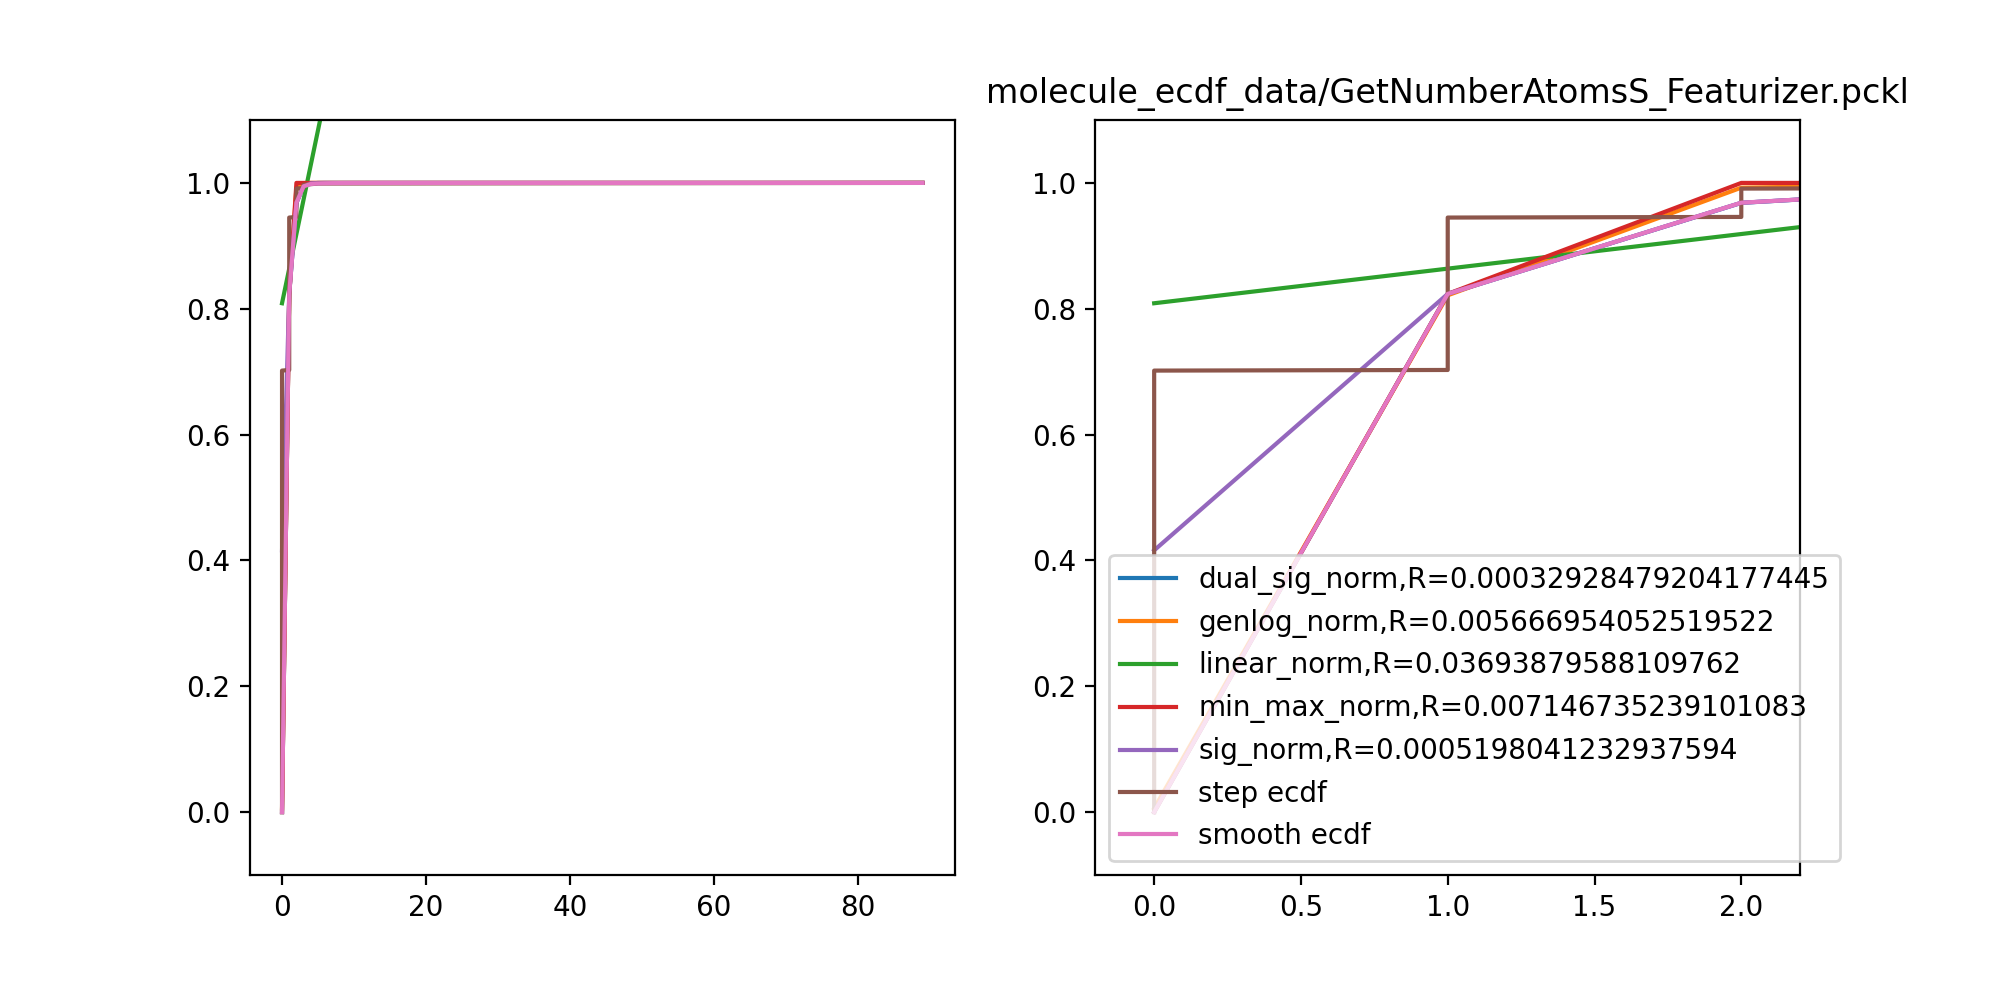 molecule_ecdf_data/GetNumberAtomsS_Featurizer.pckl
1.0
0.8
0.6
0.4
0.2
0.0
0 20 40 60 80
1.0
0.8
0.6
0.4
0.2
0.0
dual_sig_norm,R=0.00032928479204177445
genlog_norm,R=0.005666954052519522
linear_norm,R=0.03693879588109762
min_max_norm,R=0.007146735239101083
sig_norm,R=0.0005198041232937594
step ecdf
smooth ecdf
0.0 0.5 1.0 1.5 2.0